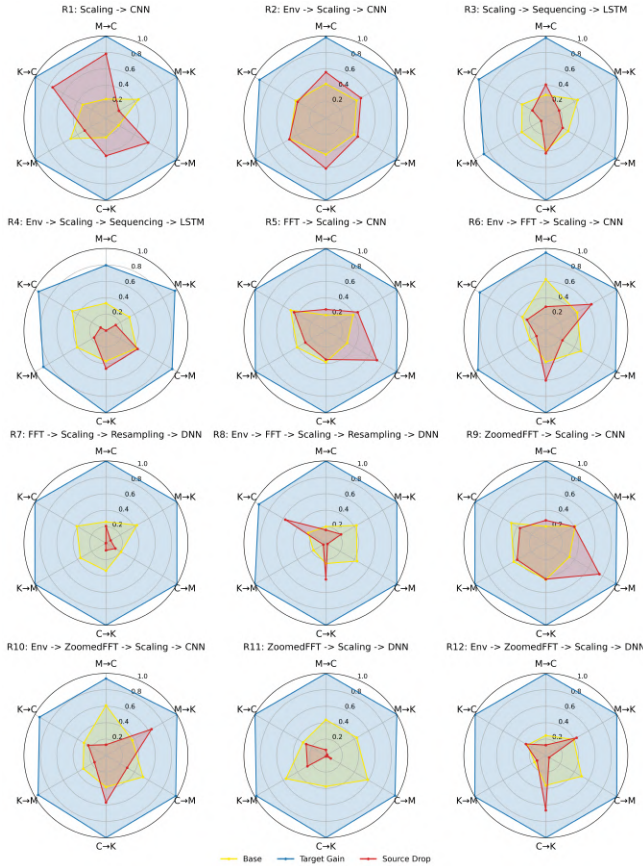 R1: Scaling -> CNN
R2: Env -> Scaling -> CNN
R3: Scaling -> Sequencing -> LSTM
M→C
M→C
M→C
1.0
1.0
1.0
0.8
0.8
0.8
K→C
M→K
K→C
M→K
K→C
M→K
0.6
0.6
0.6
0.4
0.4
0.4
0.2
0.2
0.2
K→M
C→M
K→M
C→M
K→M
C→M
C→K
C→K
C→K
R4: Env -> Scaling -> Sequencing -> LSTM
R5: FFT -> Scaling -> CNN
R6: Env -> FFT -> Scaling -> CNN
M→C
M→C
M→C
1.0
1.0
1.0
0.8
0.8
0.8
K→C
M→K
K→C
M→K
K→C
M→K
0.6
0.6
0.6
0.4
0.4
0.4
0.2
0.2
0.2
K→M
C→M
K→M
C→M
K→M
C→M
C→K
C→K
C→K
R7: FFT -> Scaling -> Resampling -> DNN
R8: Env -> FFT -> Scaling -> Resampling -> DNN
R9: ZoomedFFT -> Scaling -> CNN
M→C
M→C
M→C
1.0
1.0
1.0
0.8
0.8
0.8
K→C
M→K
K→C
M→K
K→C
M→K
0.6
0.6
0.6
0.4
0.4
0.4
0.2
0.2
0.2
K→M
C→M
K→M
C→M
K→M
C→M
C→K
C→K
C→K
R10: Env -> ZoomedFFT -> Scaling -> CNN
R11: ZoomedFFT -> Scaling -> DNN
R12: Env -> ZoomedFFT -> Scaling -> DNN
M→C
M→C
M→C
1.0
1.0
1.0
0.8
0.8
0.8
K→C
M→K
K→C
M→K
K→C
M→K
0.6
0.6
0.6
0.4
0.4
0.4
0.2
0.2
0.2
K→M
C→M
K→M
C→M
K→M
C→M
C→K
C→K
C→K
Base
Target Gain
Source Drop